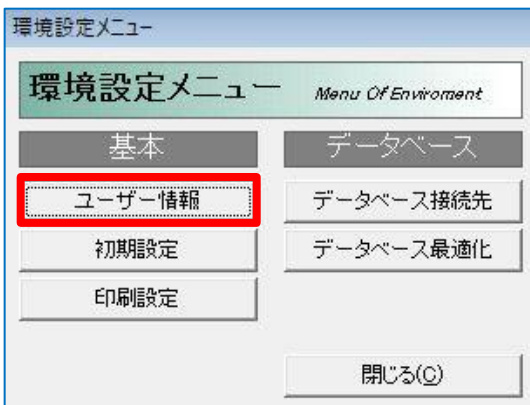 環境設定メニュー
環境設定メニュー Menu Of Enviroment
基本
データベース
ユーザー情報
データベース接続先
初期設定
データベース最適化
印刷設定
閉じる(C)